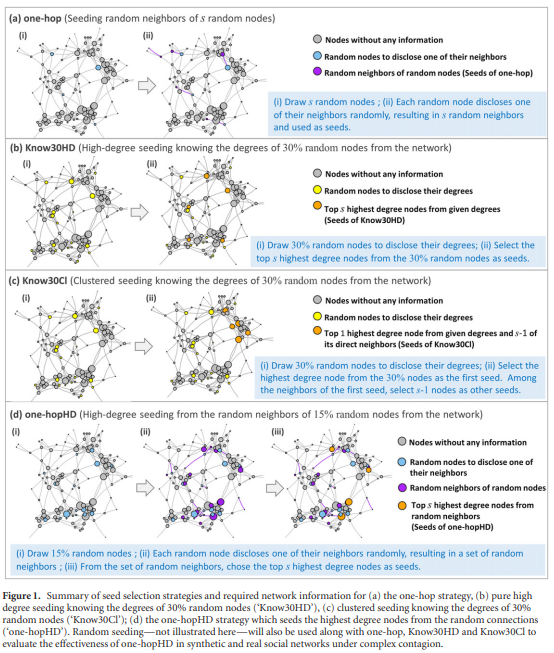 (a) one-hop (Seeding random neighbors of s random nodes)
(i)
(ii)
Nodes without any information
Random nodes to disclose one of their neighbors
Random neighbors of random nodes (Seeds of one-hop)
(i) Draw s random nodes ; (ii) Each random node discloses one
of their neighbors randomly, resulting in s random neighbors
and used as seeds.
(b) Know30HD (High-degree seeding knowing the degrees of 30% random nodes from the network)
(i)
(ii)
Nodes without any information
Random nodes to disclose their degrees
Top s highest degree nodes from given degrees
(Seeds of Know30HD)
(i) Draw 30% random nodes to disclose their degrees; (ii) Select the
top s highest degree nodes from the 30% random nodes as seeds.
(c) Know30Cl (Clustered seeding knowing the degrees of 30% random nodes from the network)
(i)
(ii)
Nodes without any information
Random nodes to disclose their degrees
Top 1 highest degree node from given degrees and s-1 of
its direct neighbors (Seeds of Know30Cl)
(i) Draw 30% random nodes to disclose their degrees; (ii) Select the
highest degree node from the 30% nodes as the first seed. Among
the neighbors of the first seed, select s-1 nodes as other seeds.
(d) one-hopHD (High-degree seeding from the random neighbors of 15% random nodes from the network)
(i)
(ii)
(iii)
Nodes without any information
Random nodes to disclose one of
their neighbors
Random neighbors of random nodes
Top s highest degree nodes from
random neighbors
(Seeds of one-hopHD)
(i) Draw 15% random nodes ; (ii) Each random node discloses one of their neighbors randomly, resulting in a set of random
neighbors ; (iii) From the set of random neighbors, chose the top s highest degree nodes as seeds.
Figure 1. Summary of seed selection strategies and required network information for (a) the one-hop strategy, (b) pure high
degree seeding knowing the degrees of 30% random nodes (‘Know30HD’), (c) clustered seeding knowing the degrees of 30%
random nodes (‘Know30Cl’); (d) the one-hopHD strategy which seeds the highest degree nodes from the random connections
(‘one-hopHD’). Random seeding—not illustrated here—will also be used along with one-hop, Know30HD and Know30Cl to
evaluate the effectiveness of one-hopHD in synthetic and real social networks under complex contagion.